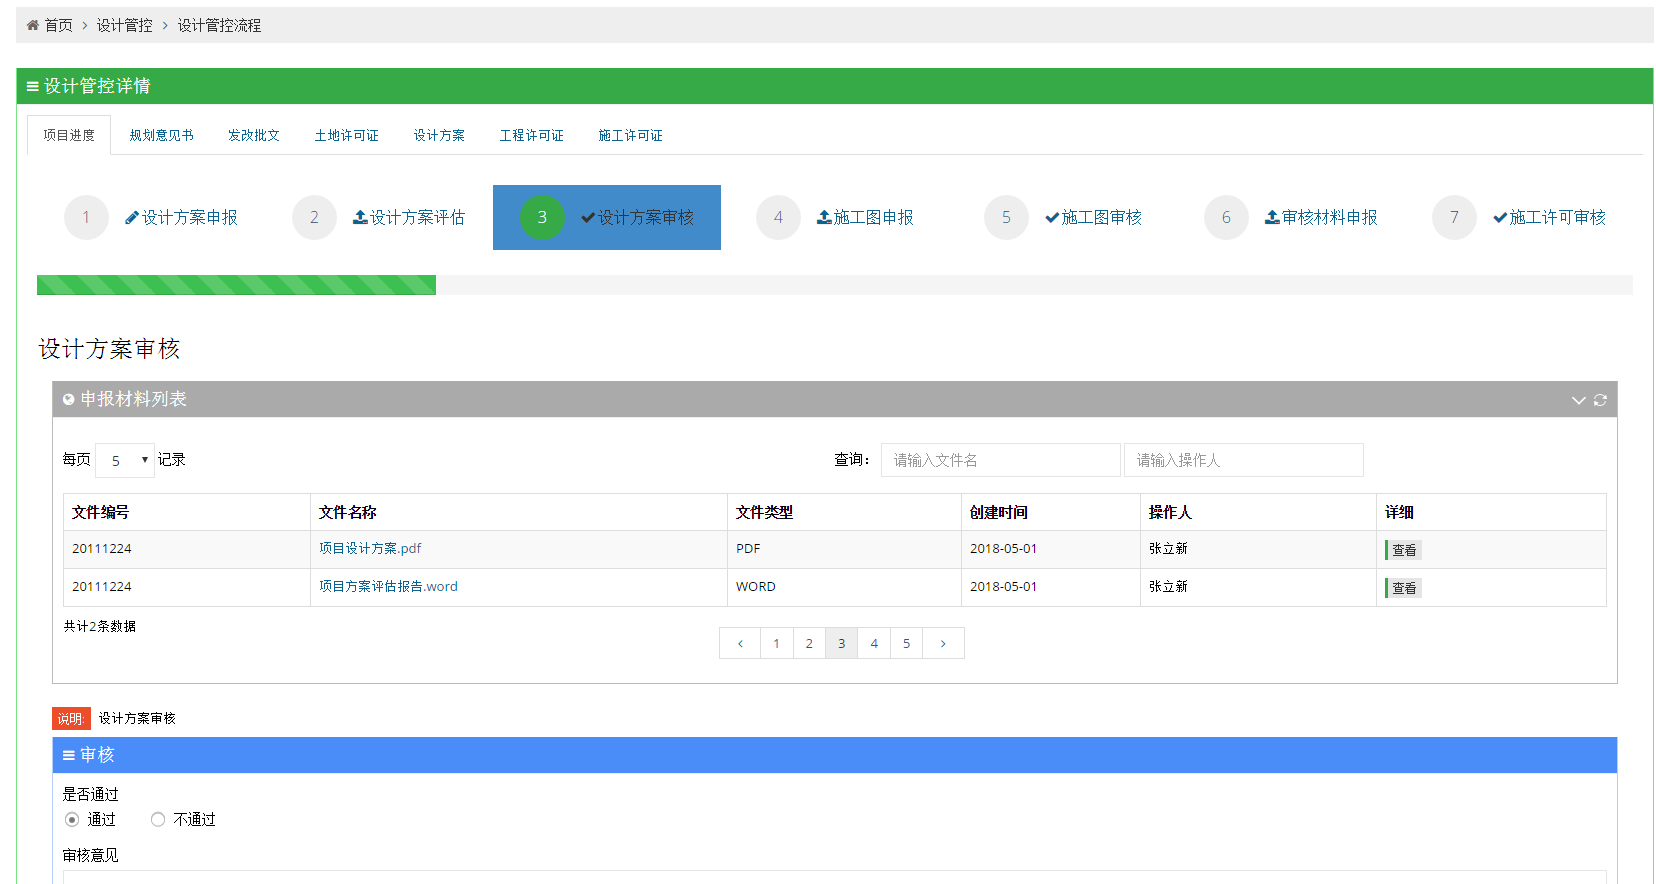 首页 > 设计管控 > 设计管控流程
设计管控详情
项目进度 规划意见书 发改批文 土地许可证 设计方案 工程许可证 施工许可证
1 设计方案申报 2 设计方案评估 3 设计方案审核 4 施工图申报 5 施工图审核 6 审核材料申报 7 施工许可审核
设计方案审核
申报材料列表
每页 5 记录 查询: 请输入文件名 请输入操作人
文件编号 文件名称 文件类型 创建时间 操作人 详细
20111224 项目设计方案.pdf PDF 2018-05-01 张立新 查看
20111224 项目方案评估报告.word WORD 2018-05-01 张立新 查看
共计2条数据
‹ 1 2 3 4 5 ›
说明: 设计方案审核
审核
是否通过
通过 不通过
审核意见